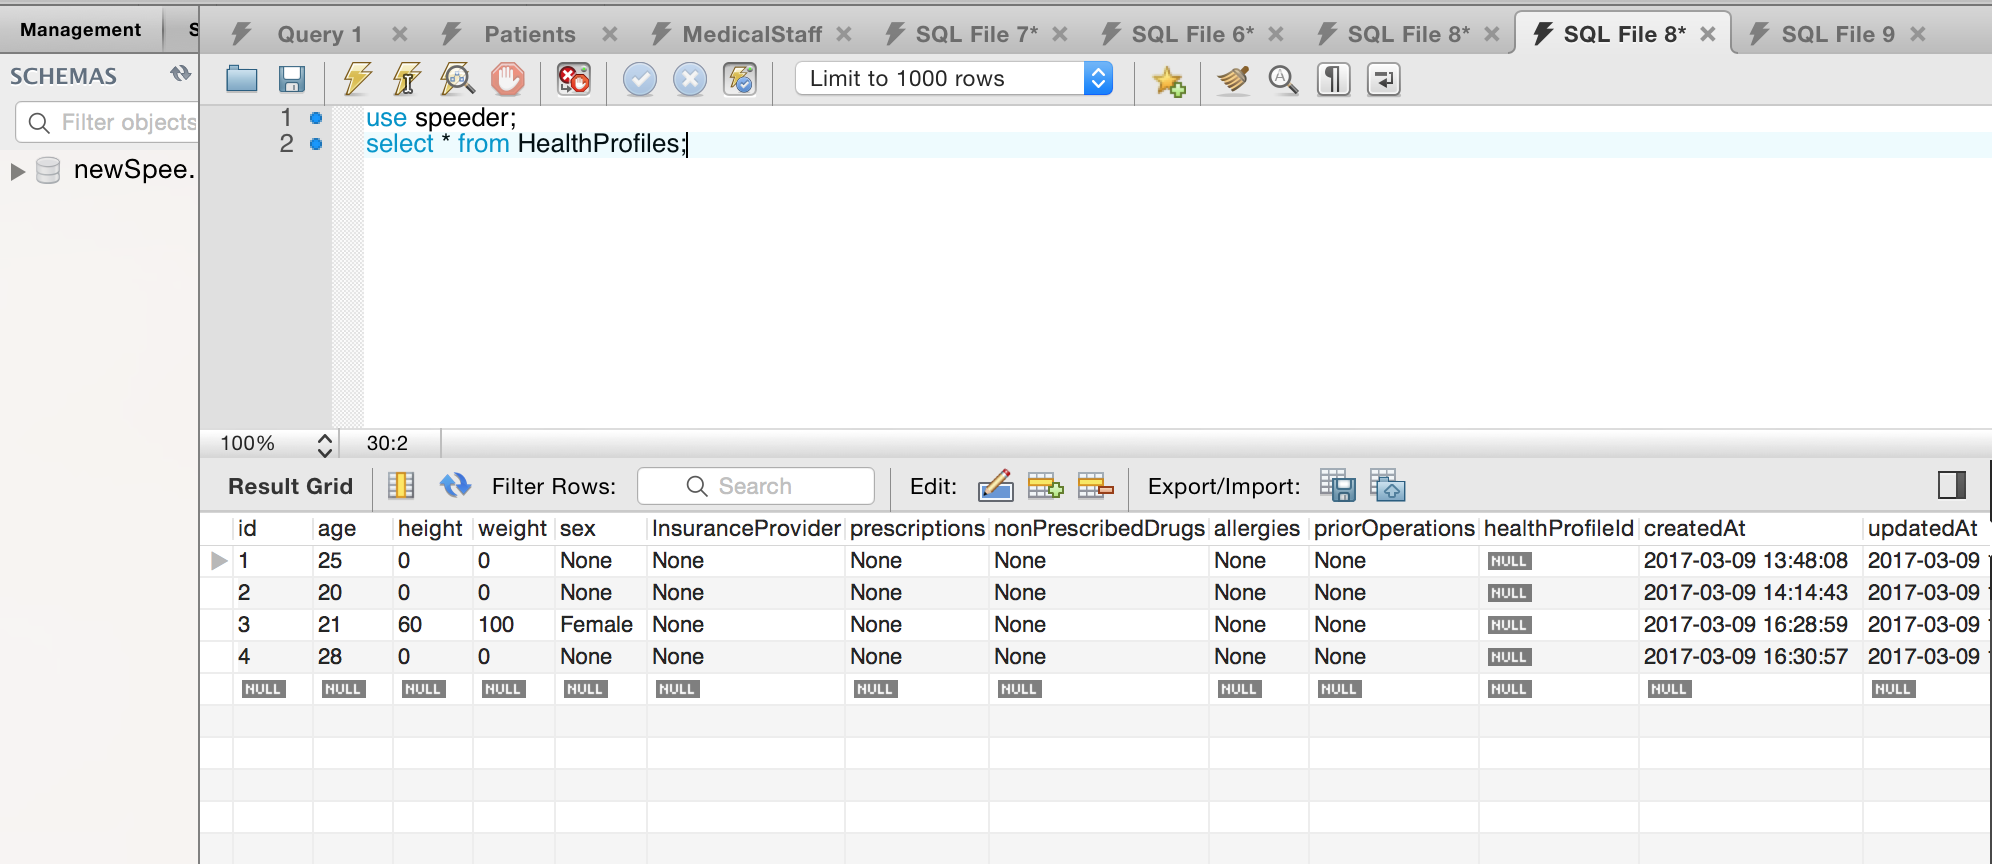 Management S
Query 1 Patients MedicalStaff SQL File 7* SQL File 6* SQL File 8* SQL File 8* SQL File 9
SCHEMAS
Limit to 1000 rows
Filter objects
newSpee.
1 use speeder;
2 select * from HealthProfiles;
100% 30:2
Result Grid Filter Rows: Search Edit: Export/Import:
id age height weight sex InsuranceProvider prescriptions nonPrescribedDrugs allergies priorOperations healthProfileId createdAt updatedAt
1 25 0 0 None None None None None None NULL 2017-03-09 13:48:08 2017-03-09
2 20 0 0 None None None None None None NULL 2017-03-09 14:14:43 2017-03-09
3 21 60 100 Female None None None None None NULL 2017-03-09 16:28:59 2017-03-09
4 28 0 0 None None None None None None NULL 2017-03-09 16:30:57 2017-03-09
NULL NULL NULL NULL NULL NULL NULL NULL NULL NULL NULL NULL NULL